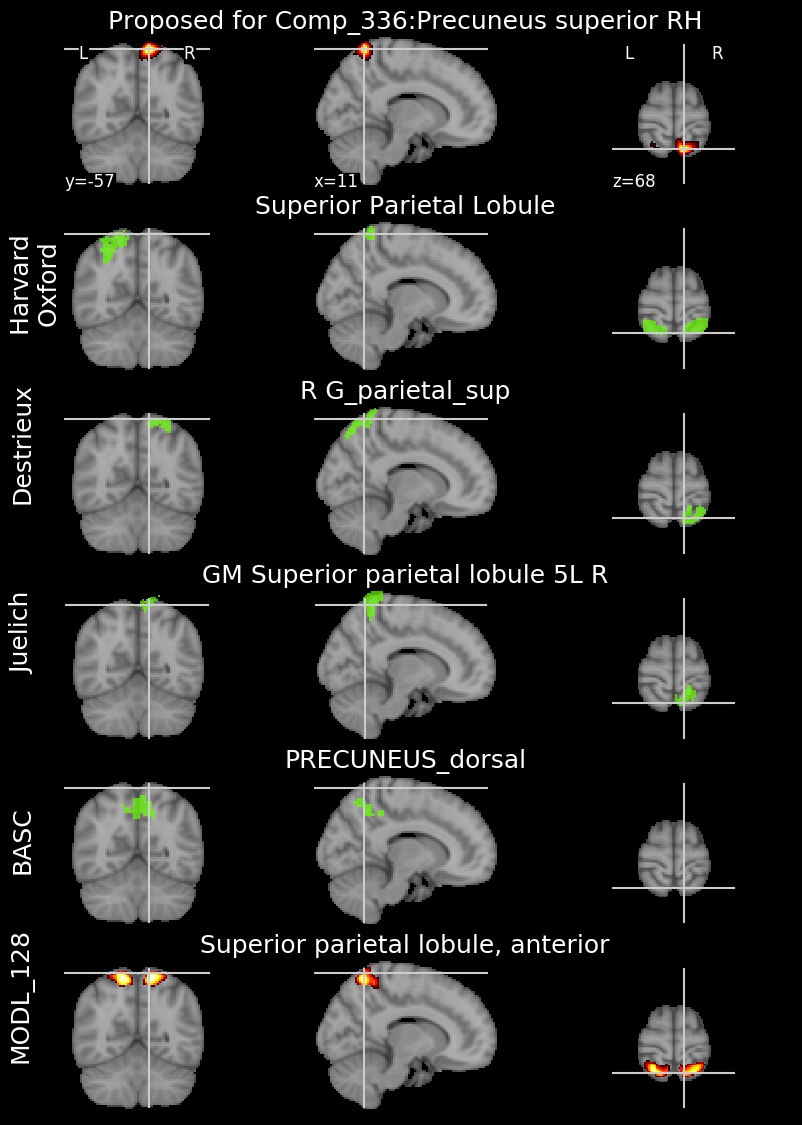 Proposed for Comp_336:Precuneus superior RH
L R
L R
y=-57 x=11 z=68
Superior Parietal Lobule
Harvard
Oxford
R G_parietal_sup
Destrieux
GM Superior parietal lobule 5L R
Juelich
PRECUNEUS_dorsal
BASC
Superior parietal lobule, anterior
MODL_128